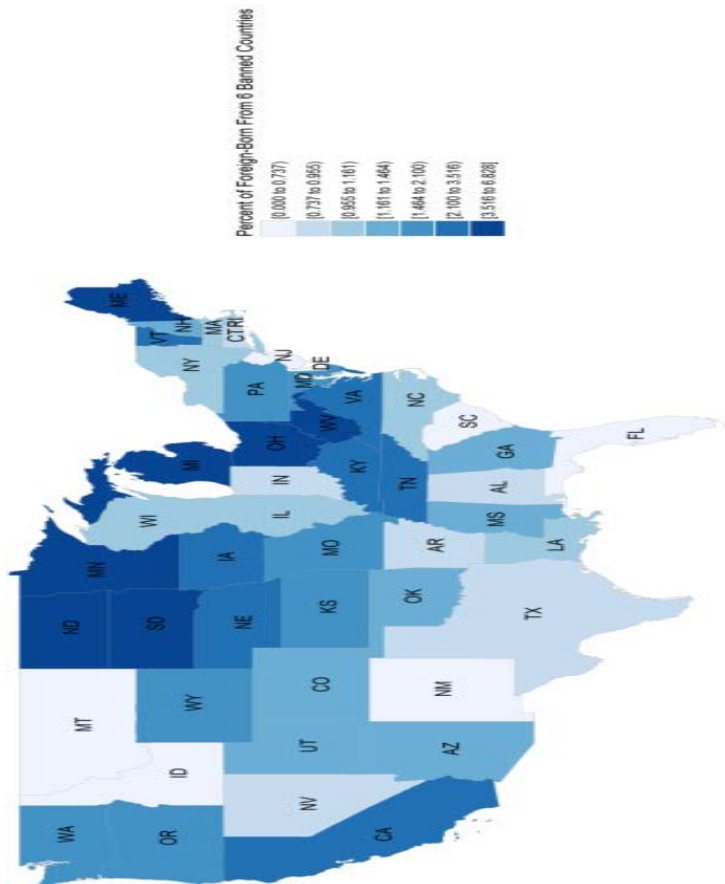 Percent of Foreign-Born From 6 Banned Countries
[0.000 to 0.737)
[0.737 to 0.955)
[0.955 to 1.161)
[1.161 to 1.464)
[1.464 to 2.100)
[2.100 to 3.516)
[3.516 to 6.828]
WA
MT
ND
MN
ME
OR
ID
WY
SD
WI
MI
VT
NH
NY
MA
CTRI
NV
UT
CO
NE
IA
IL
IN
OH
PA
NJ
MD
DE
CA
KS
MO
KY
WV
VA
AZ
NM
OK
AR
TN
NC
TX
LA
MS
AL
GA
SC
FL